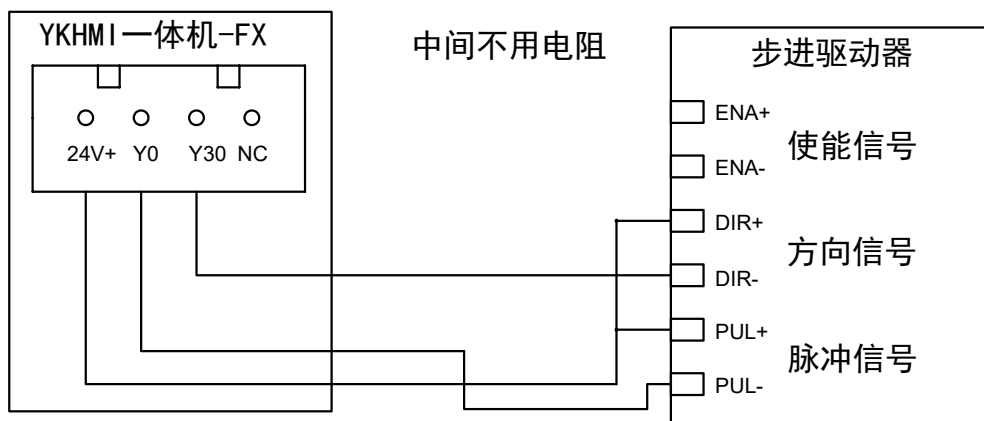 YKHMI一体机-FX
24V+ Y0 Y30 NC
中间不用电阻
步进驱动器
ENA+
使能信号
ENA-
DIR+
方向信号
DIR-
PUL+
脉冲信号
PUL-